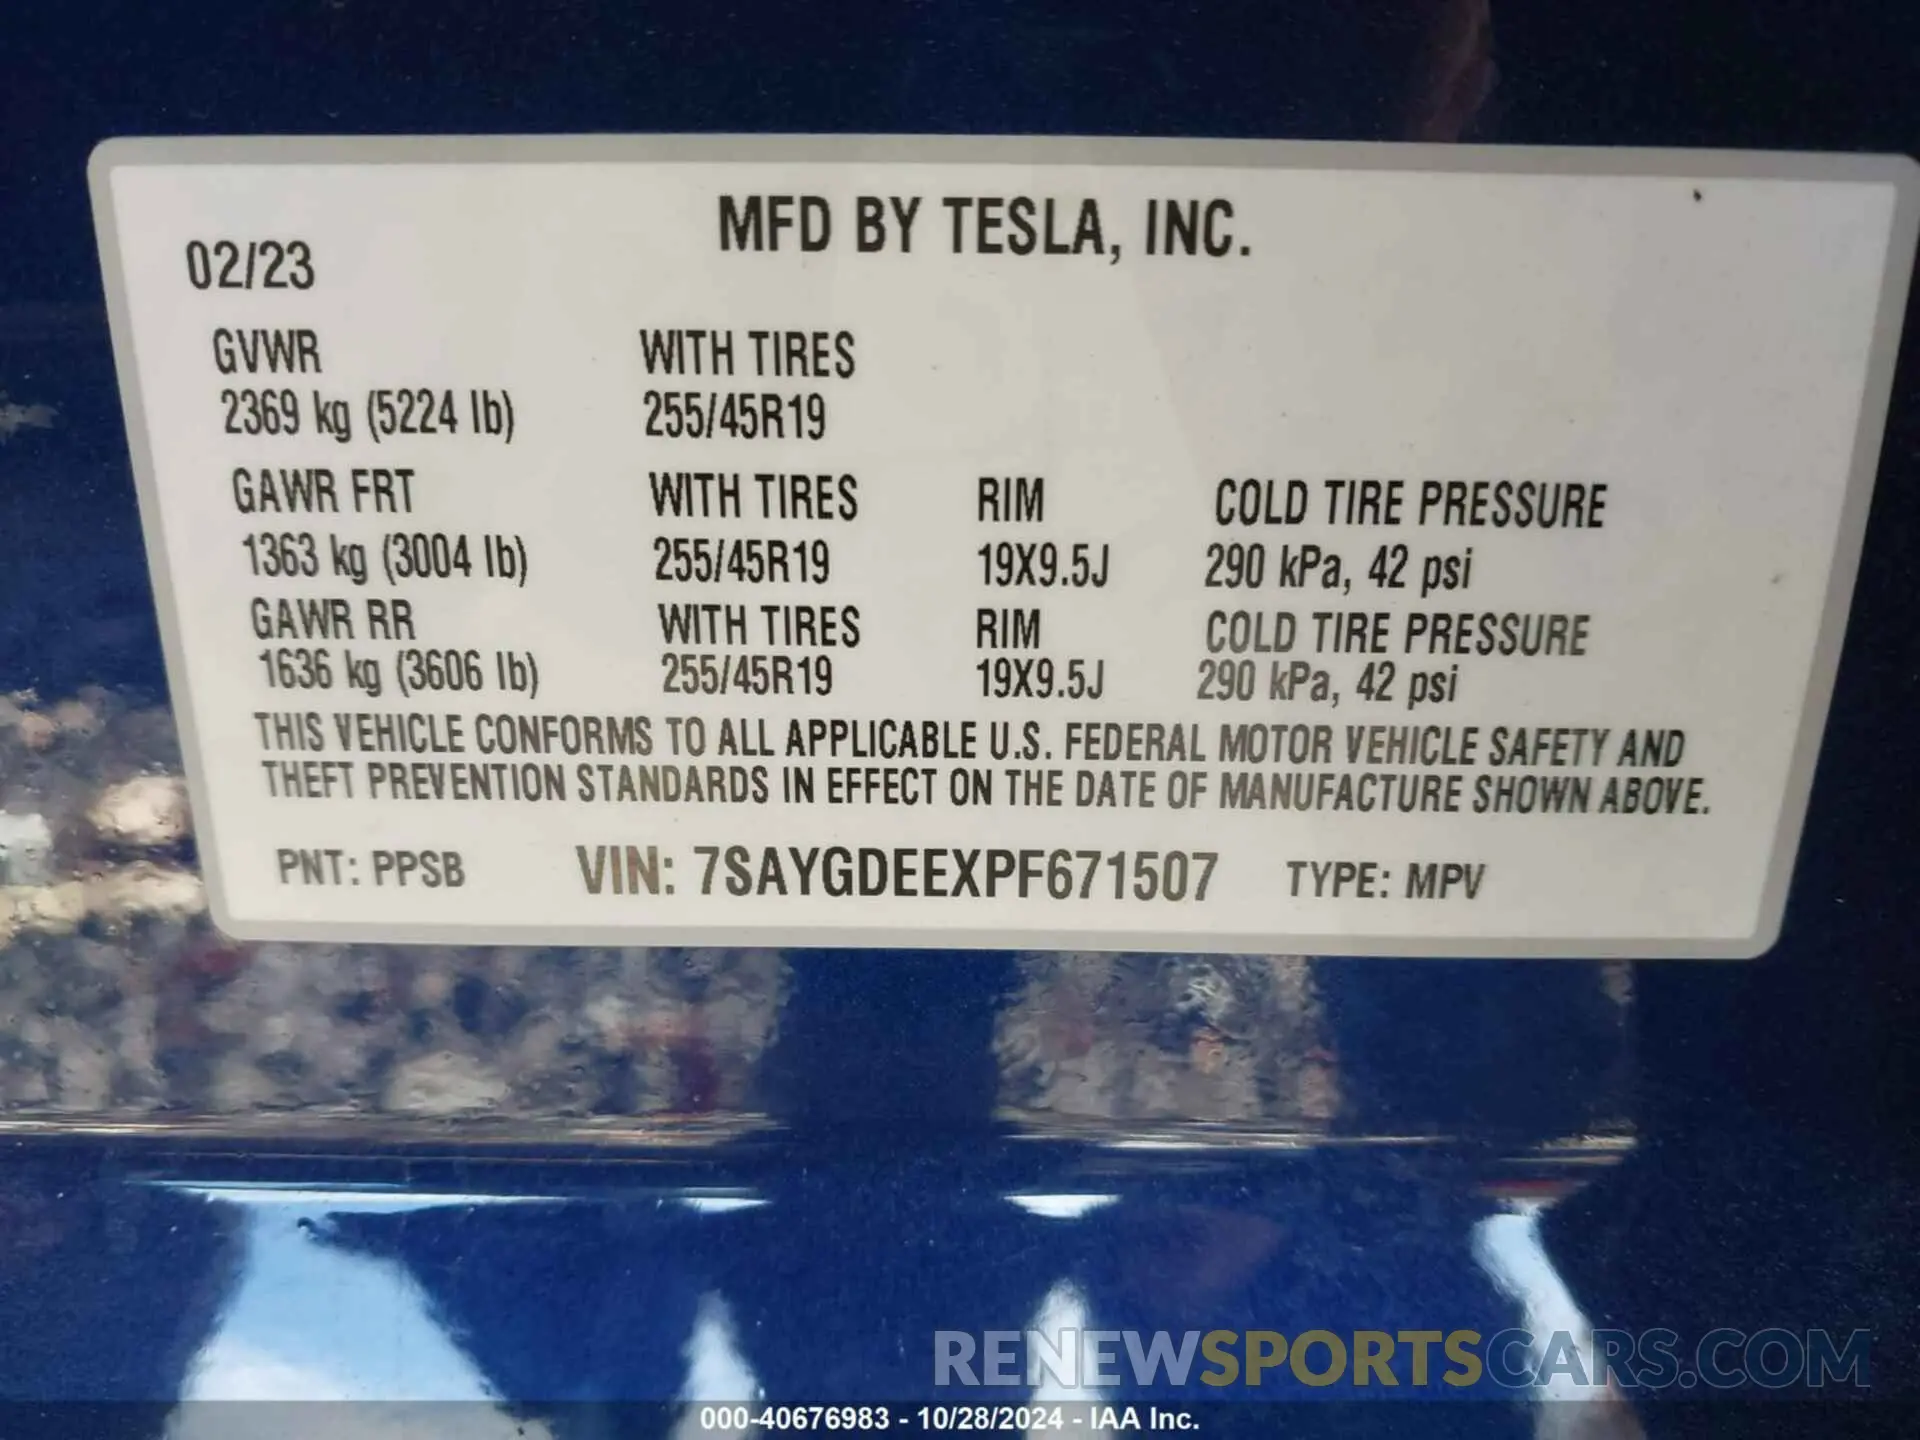 MFD BY TESLA, INC.
02/23
GVWR WITH TIRES
2369 kg (5224 lb) 255/45R19
GAWR FRT WITH TIRES RIM COLD TIRE PRESSURE
1363 kg (3004 lb) 255/45R19 19X9.5J 290 kPa, 42 psi
GAWR RR WITH TIRES RIM COLD TIRE PRESSURE
1636 kg (3606 lb) 255/45R19 19X9.5J 290 kPa, 42 psi
THIS VEHICLE CONFORMS TO ALL APPLICABLE U.S. FEDERAL MOTOR VEHICLE SAFETY AND
THEFT PREVENTION STANDARDS IN EFFECT ON THE DATE OF MANUFACTURE SHOWN ABOVE.
PNT: PPSB VIN: 7SAYGDEEXPF671507 TYPE: MPV
RENEWSPORTSCARS.COM
000-40676983 - 10/28/2024 - IAA Inc.